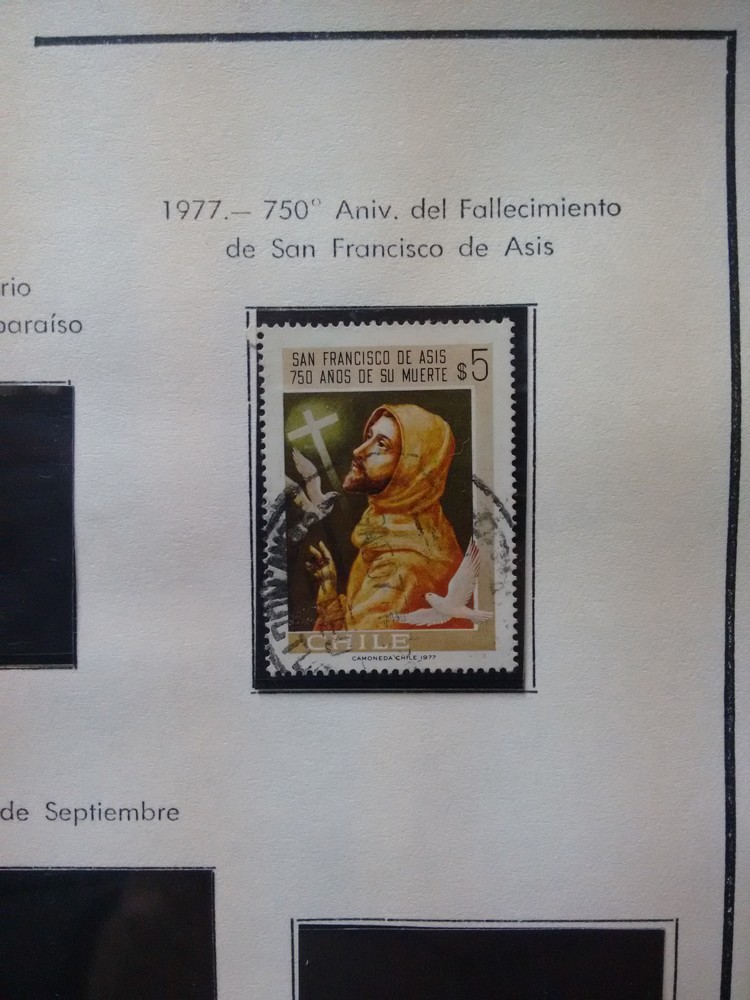 1977.— 750° Aniv. del Fallecimiento
de San Francisco de Asis
rio
paraíso
SAN FRANCISCO DE ASIS
750 AÑOS DE SU MUERTE $5
CHILE
CAMONEDA CHILE 1977
de Septiembre